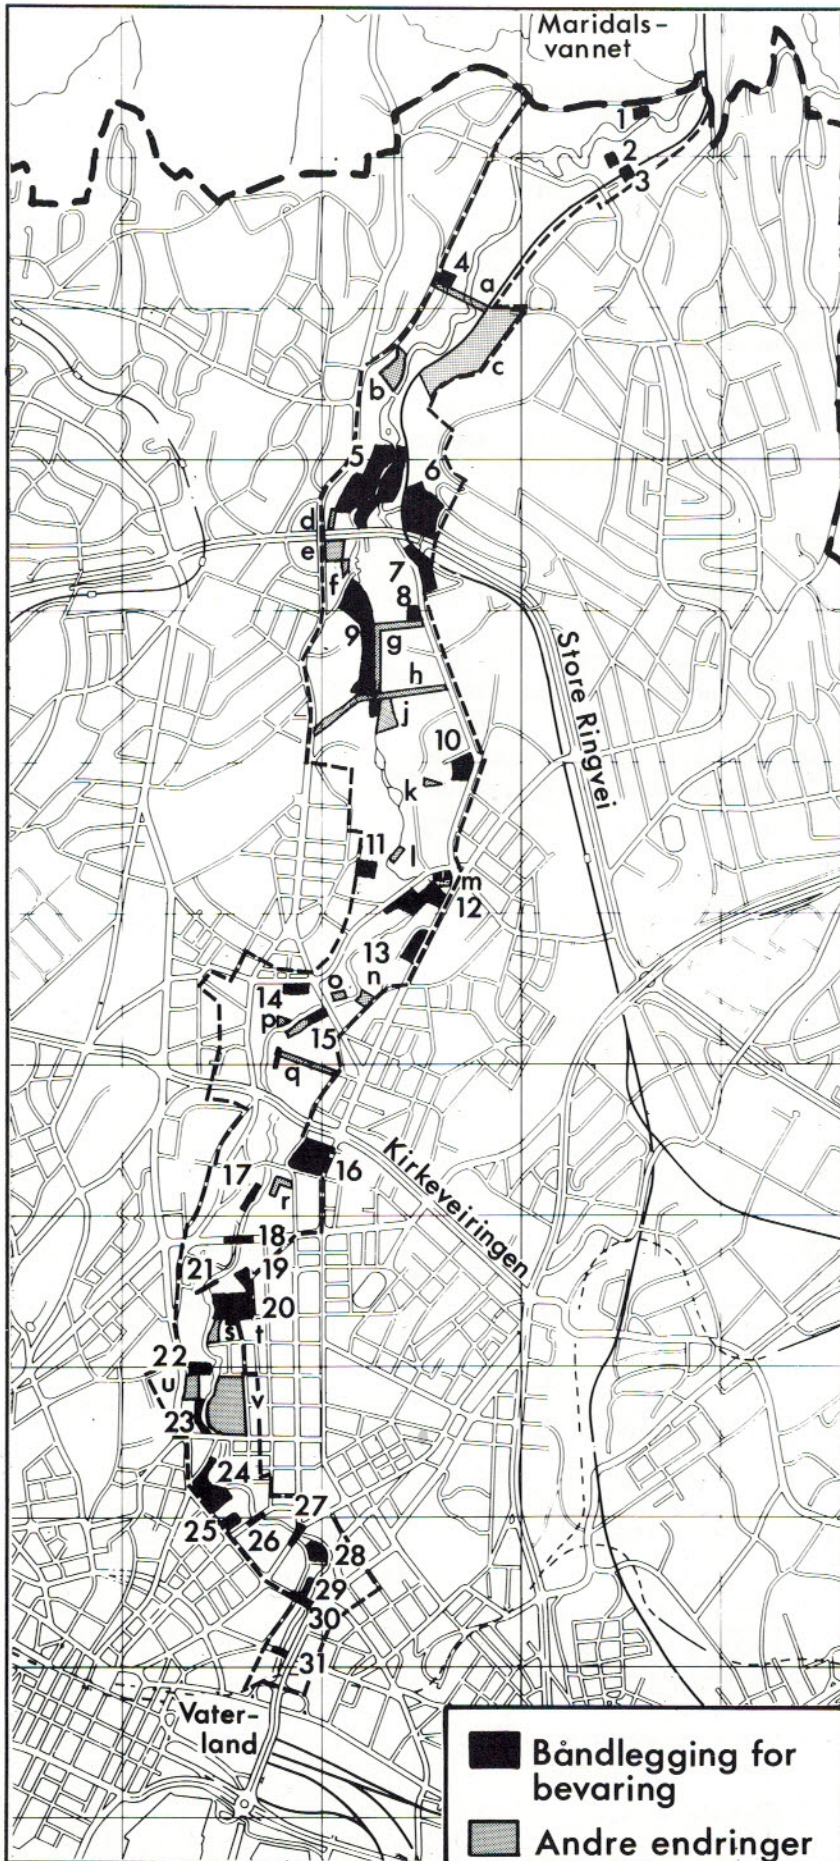 Maridals-
vannet
1
2
3
4
a
b
c
5
6
d
e
f
7
8
9
g
h
j
Store Ringvei
10
k
11
l
m
12
13
n
o
14
p
15
q
Kirkeveiringen
16
17
r
18
19
21
20
s
t
22
u
v
23
24
25
26
27
28
29
30
31
Vater-
land
Båndlegging for
bevaring
Andre endringer